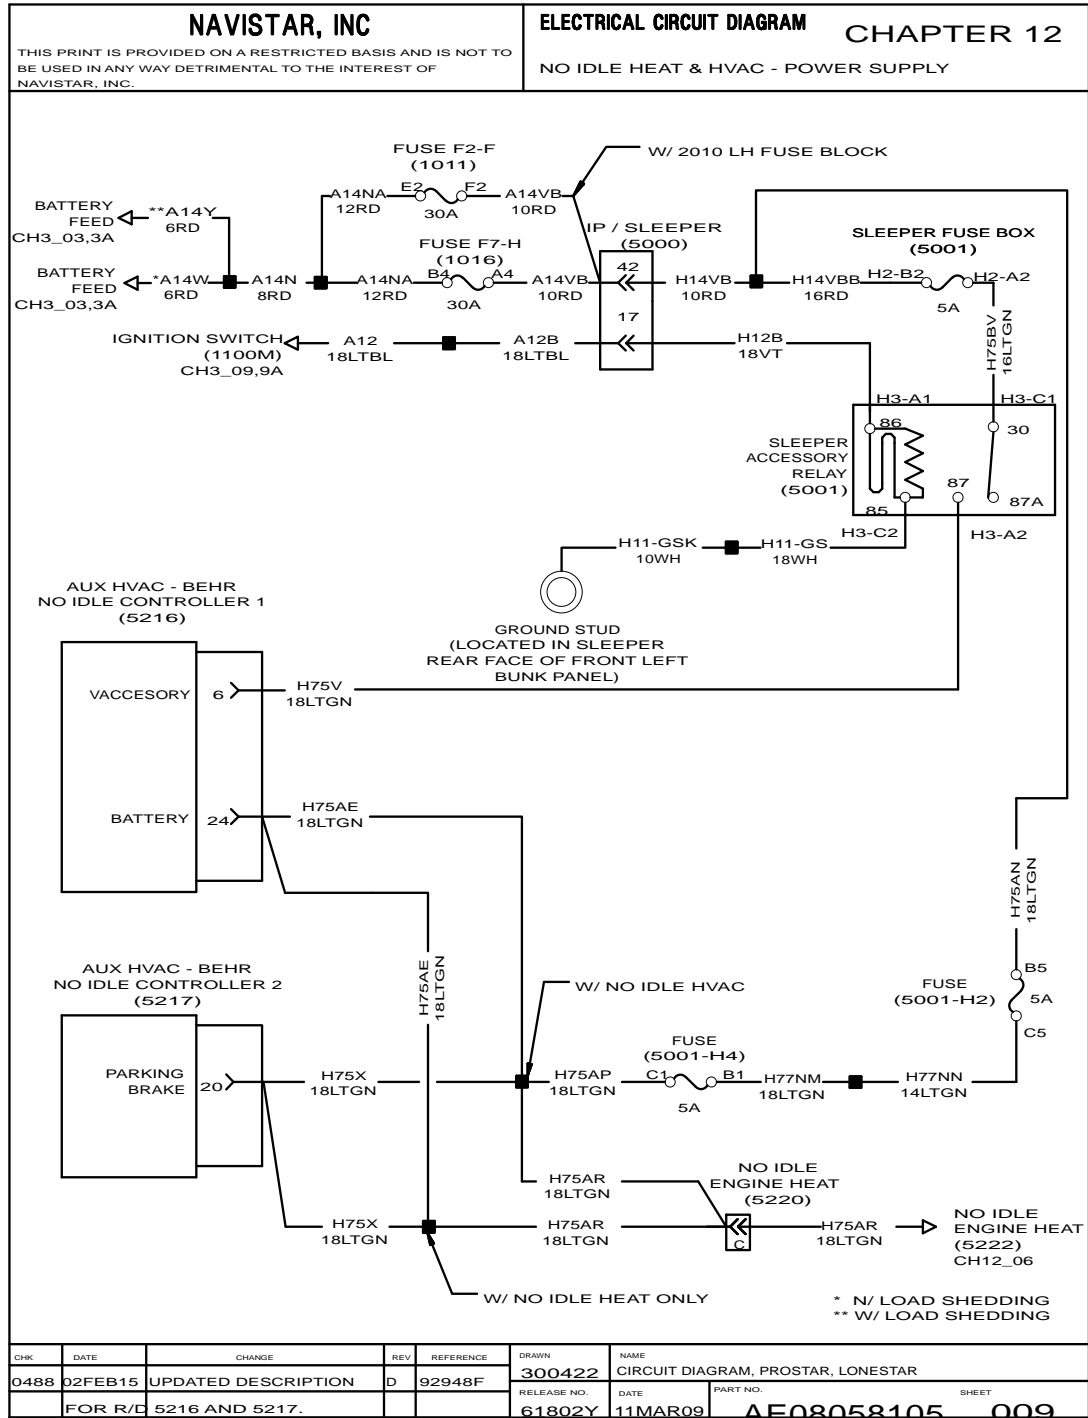 NAVISTAR, INC
THIS PRINT IS PROVIDED ON A RESTRICTED BASIS AND IS NOT TO
BE USED IN ANY WAY DETRIMENTAL TO THE INTEREST OF
NAVISTAR, INC.
ELECTRICAL CIRCUIT DIAGRAM
CHAPTER 12
NO IDLE HEAT & HVAC - POWER SUPPLY
FUSE F2-F
(1011)
W/ 2010 LH FUSE BLOCK
E2
F2
A14NA
12RD
30A
A14VB
10RD
BATTERY
FEED
CH3_03,3A
**A14Y
6RD
IP / SLEEPER
(5000)
SLEEPER FUSE BOX
(5001)
FUSE F7-H
(1016)
BATTERY
FEED
CH3_03,3A
*A14W
6RD
A14N
8RD
A14NA
12RD
B4
A4
30A
A14VB
10RD
42
H14VB
10RD
H14VBB
16RD
H2-B2
H2-A2
5A
17
IGNITION SWITCH
(1100M)
CH3_09,9A
A12
18LTBL
A12B
18LTBL
H12B
18VT
H75BV
16LTGN
H3-A1
H3-C1
86
30
SLEEPER
ACCESSORY
RELAY
(5001)
87
87A
85
H3-C2
H3-A2
H11-GSK
10WH
H11-GS
18WH
AUX HVAC - BEHR
NO IDLE CONTROLLER 1
(5216)
GROUND STUD
(LOCATED IN SLEEPER
REAR FACE OF FRONT LEFT
BUNK PANEL)
VACCESORY
6
H75V
18LTGN
BATTERY
24
H75AE
18LTGN
H75AN
18LTGN
AUX HVAC - BEHR
NO IDLE CONTROLLER 2
(5217)
H75AE
18LTGN
W/ NO IDLE HVAC
FUSE
(5001-H2)
B5
5A
C5
FUSE
(5001-H4)
PARKING
BRAKE
20
H75X
18LTGN
H75AP
18LTGN
C1
B1
5A
H77NM
18LTGN
H77NN
14LTGN
H75AR
18LTGN
NO IDLE
ENGINE HEAT
(5220)
H75X
18LTGN
H75AR
18LTGN
C
H75AR
18LTGN
NO IDLE
ENGINE HEAT
(5222)
CH12_06
W/ NO IDLE HEAT ONLY
* N/ LOAD SHEDDING
** W/ LOAD SHEDDING
CHK DATE CHANGE REV REFERENCE
0488 02FEB15 UPDATED DESCRIPTION D 92948F
FOR R/D 5216 AND 5217.
DRAWN
300422
NAME
CIRCUIT DIAGRAM, PROSTAR, LONESTAR
RELEASE NO.
61802Y
DATE
11MAR09
PART NO.
AE08058105
SHEET
009